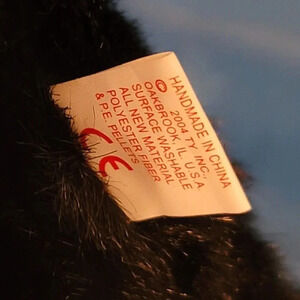 HANDMADE IN CHINA
© 2004 TY, INC.,
OAKBROOK, IL, U.S.A
SURFACE WASHABLE
ALL NEW MATERIAL
POLYESTER FIBER
& P.E. PELLETS
CE